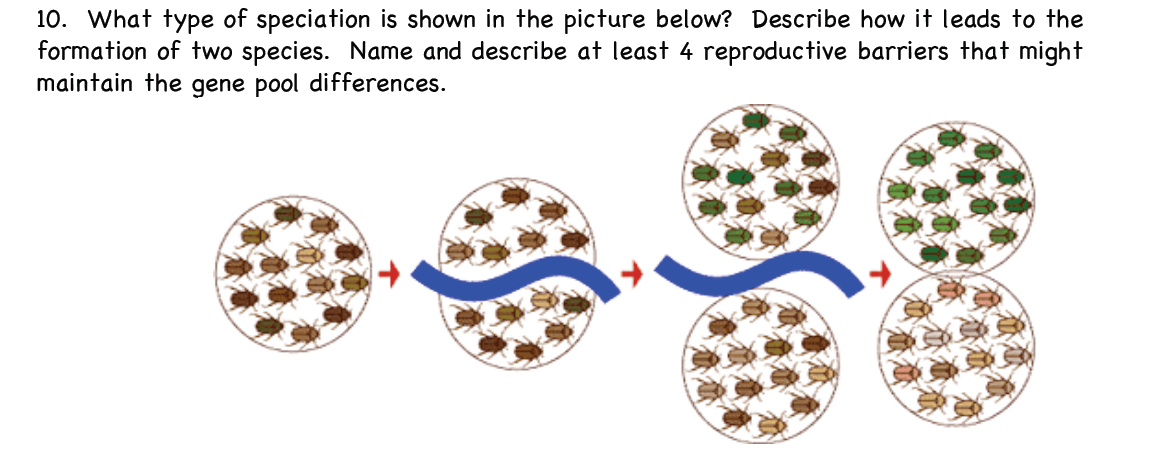 10. What type of speciation is shown in the picture below? Describe how it leads to the
formation of two species. Name and describe at least 4 reproductive barriers that might
maintain the gene pool differences.